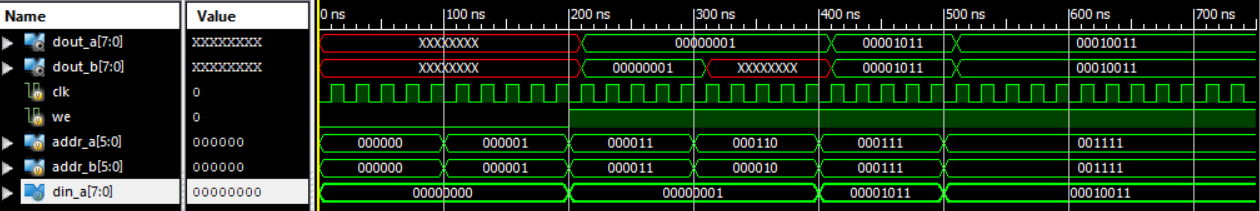 Name Value 0 ns 100 ns 200 ns 300 ns 400 ns 500 ns 600 ns 700 ns
dout_a[7:0] XXXXXXXX XXXXXXXX 00000001 00001011 00010011
dout_b[7:0] XXXXXXXX XXXXXXXX 00000001 XXXXXXXX 00001011 00010011
clk 0
we 0
addr_a[5:0] 000000 000000 000001 000011 000110 000111 001111
addr_b[5:0] 000000 000000 000001 000011 000010 000111 001111
din_a[7:0] 00000000 00000000 00000001 00001011 00010011